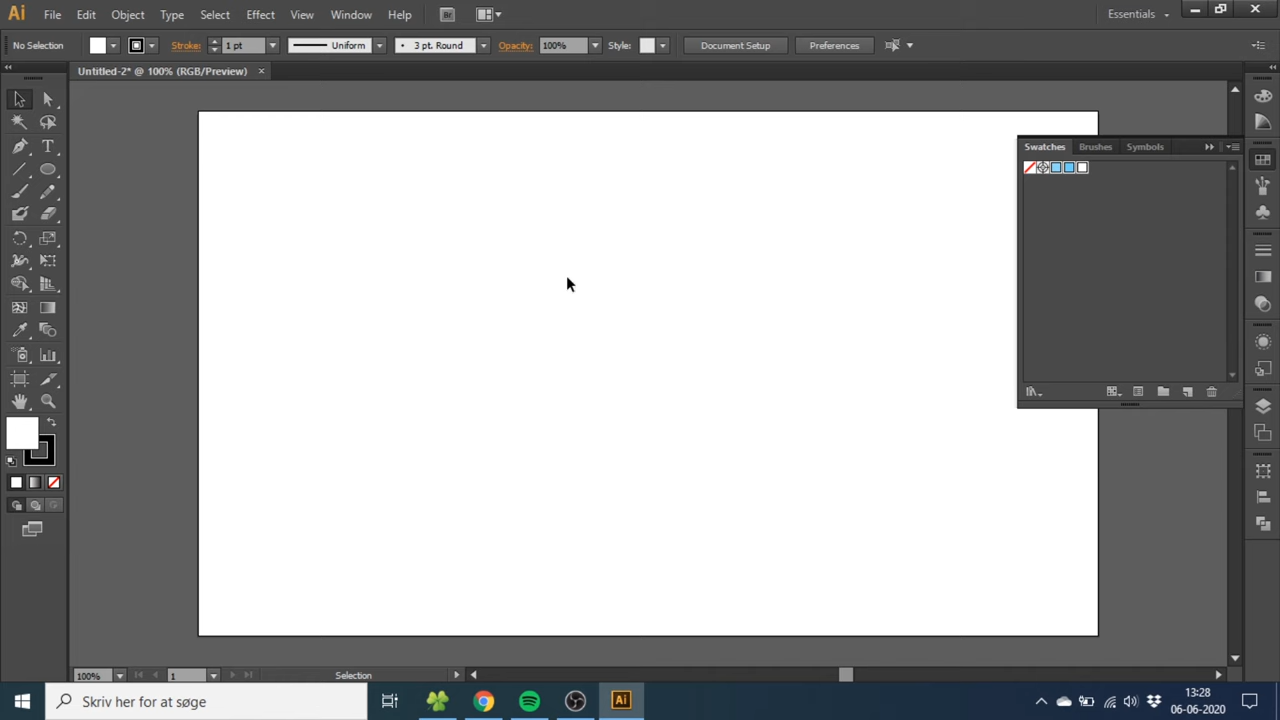 Ai File Edit Object Type Select Effect View Window Help Br Essentials
No Selection Stroke: 1 pt Uniform 3 pt. Round Opacity: 100% Style: Document Setup Preferences
Untitled-2* @ 100% (RGB/Preview)
Swatches Brushes Symbols
T
100% 1 Selection
Skriv her for at søge Ai 13:28
06-06-2020